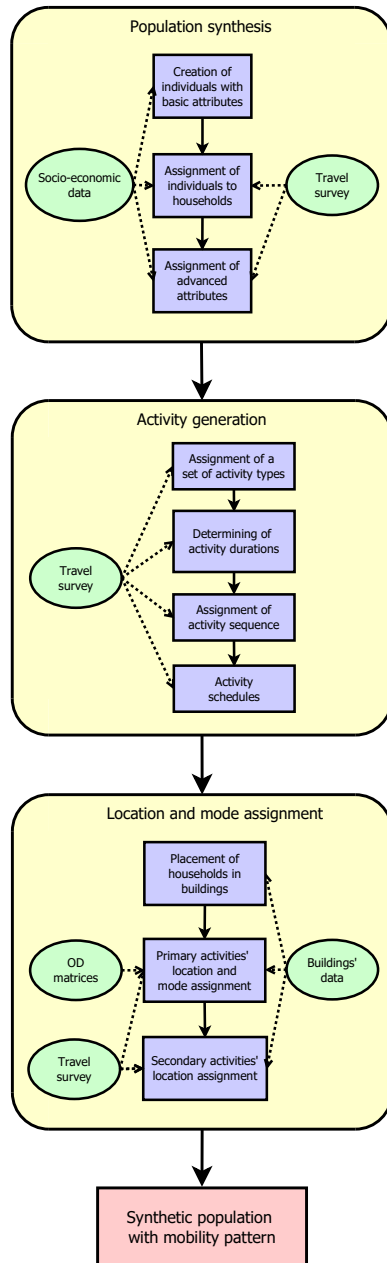 Population synthesis
Creation of
individuals with
basic attributes
Socio-economic
data
Assignment of
individuals to
households
Travel
survey
Assignment of
advanced
attributes
Activity generation
Assignment of a
set of activity types
Determining of
activity durations
Travel
survey
Assignment of
activity sequence
Activity
schedules
Location and mode assignment
Placement of
households in
buildings
OD
matrices
Primary activities'
location and
mode assignment
Buildings'
data
Travel
survey
Secondary activities'
location assignment
Synthetic population
with mobility pattern